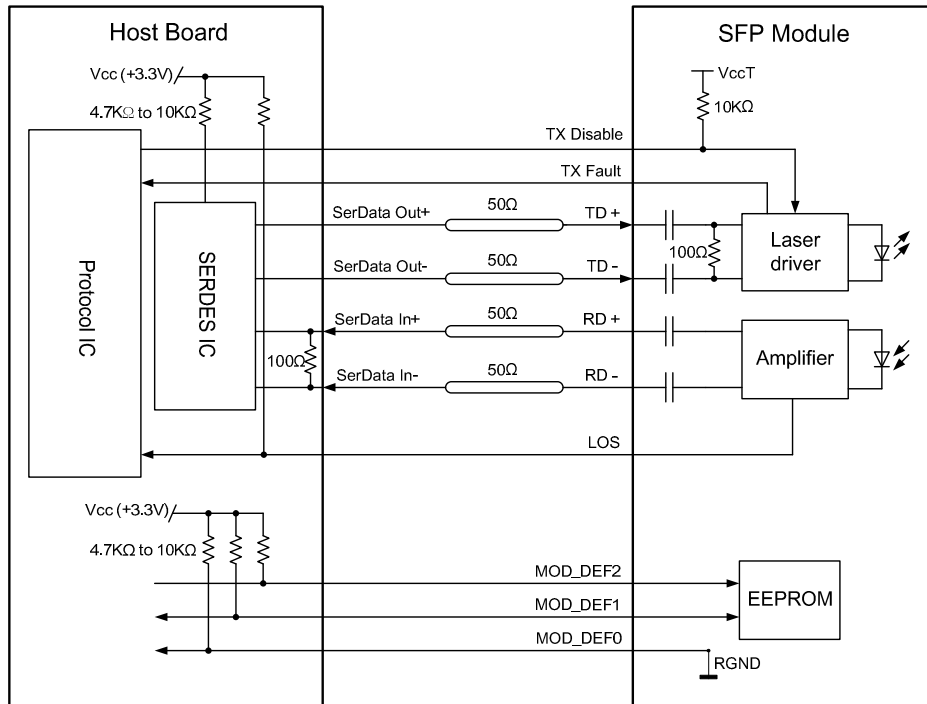 Host Board
SFP Module
Vcc (+3.3V)
4.7KΩ to 10KΩ
VccT
10KΩ
TX Disable
TX Fault
Protocol IC
SERDES IC
SerData Out+
50Ω
TD +
SerData Out-
50Ω
TD -
100Ω
Laser
driver
SerData In+
50Ω
RD +
100Ω
SerData In-
50Ω
RD -
Amplifier
LOS
Vcc (+3.3V)
4.7KΩ to 10KΩ
MOD_DEF2
MOD_DEF1
MOD_DEF0
EEPROM
RGND